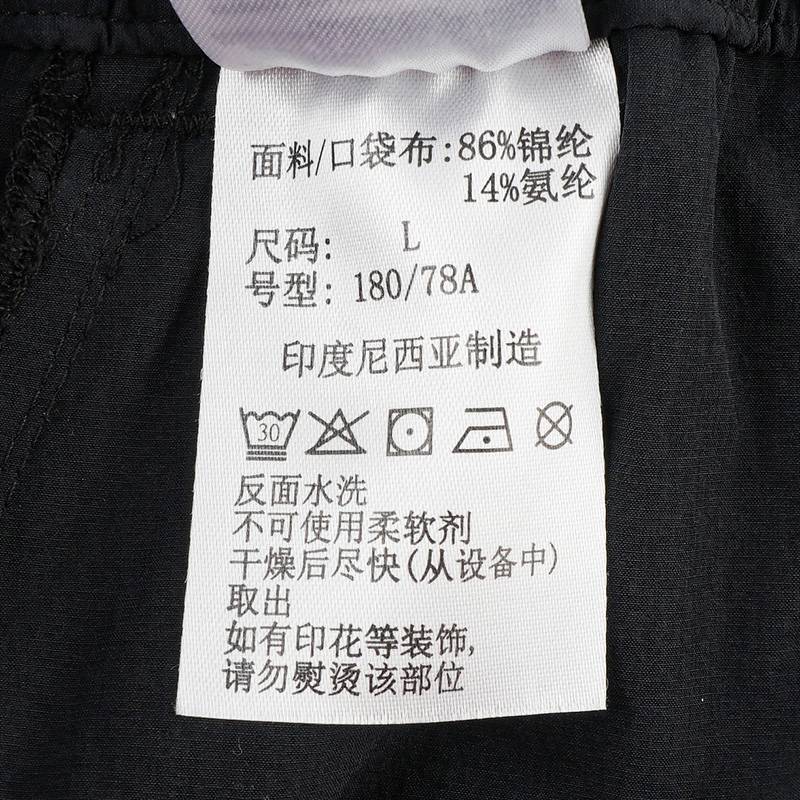 面料/口袋布:86%锦纶
14%氨纶
尺码: L
号型: 180/78A
印度尼西亚制造
30
反面水洗
不可使用柔软剂
干燥后尽快(从设备中)
取出
如有印花等装饰,
请勿熨烫该部位